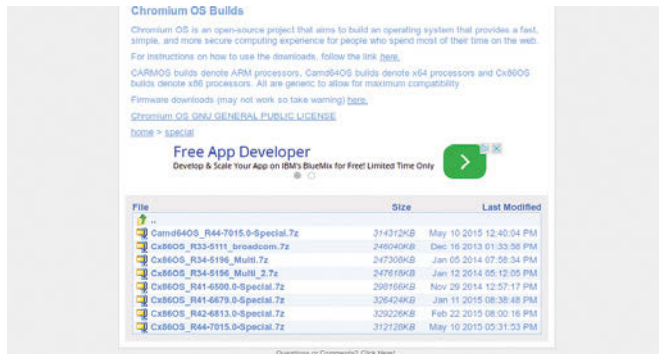 Chromium OS Builds
Chromium OS is an open-source project that aims to build an operating system that provides a fast,
simple, and more secure computing experience for people who spend most of their time on the web.
For instructions on how to use the downloads, follow the link here.
CARMOS builds denote ARM processors, Camd64OS builds denote x64 processors and Cx86OS
builds denote x86 processors. All are generic to allow for maximum compatibility
Firmware downloads (may not work so take warning) here.
Chromium OS GNU GENERAL PUBLIC LICENSE
home > special
Free App Developer
Develop & Scale Your App on IBM's BlueMix for Free! Limited Time Only
File Size Last Modified
..
Camd64OS_R44-7015.0-Special.7z 314312KB May 10 2015 12:40:04 PM
Cx86OS_R33-5111_broadcom.7z 246040KB Dec 16 2013 01:33:58 PM
Cx86OS_R34-5196_Multi.7z 247308KB Jan 05 2014 07:58:34 PM
Cx86OS_R34-5156_Multi_2.7z 247618KB Jan 12 2014 05:12:05 PM
Cx86OS_R41-6500.0-Special.7z 298166KB Nov 29 2014 12:57:17 PM
Cx86OS_R41-6679.0-Special.7z 326424KB Jan 11 2015 08:38:48 PM
Cx86OS_R42-6813.0-Special.7z 329226KB Feb 22 2015 08:00:16 PM
Cx86OS_R44-7015.0-Special.7z 312128KB May 10 2015 05:31:53 PM
Questions or Comments? Click Here!